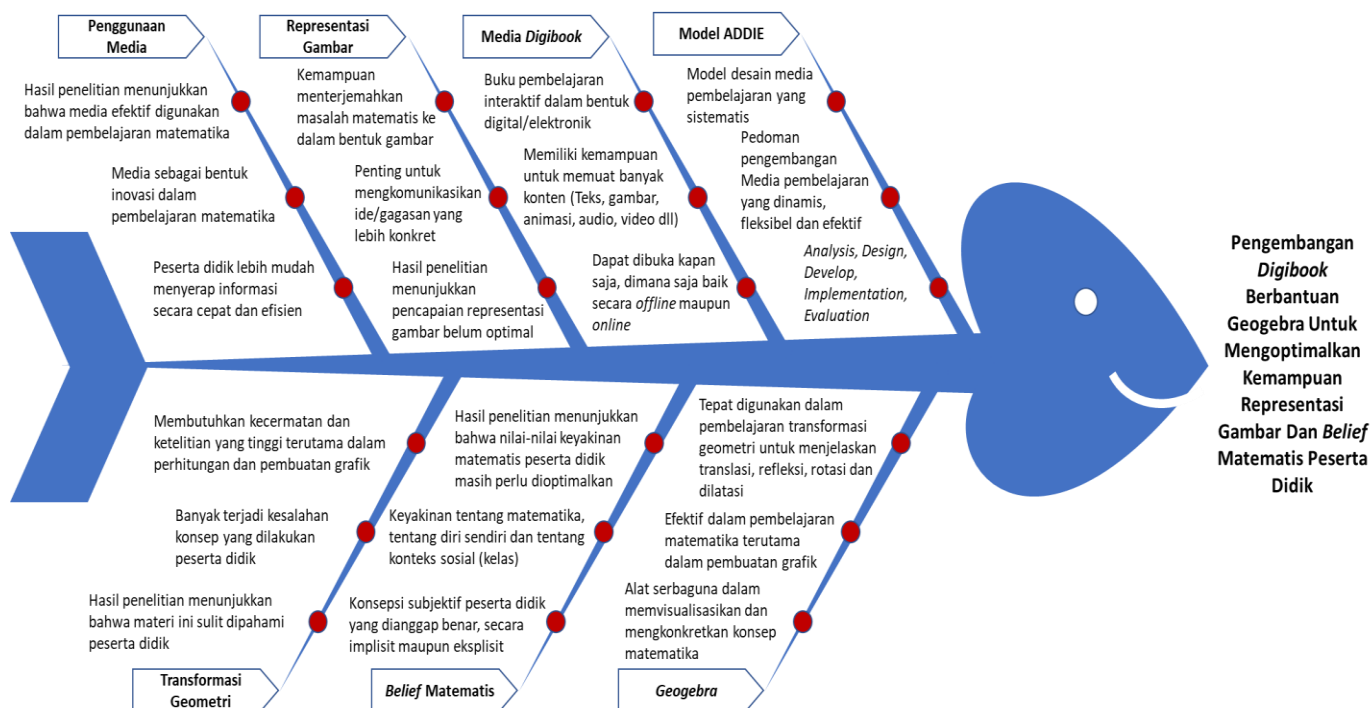 Penggunaan
Media
Hasil penelitian menunjukkan
bahwa media efektif digunakan
dalam pembelajaran matematika
Media sebagai bentuk
inovasi dalam
pembelajaran matematika
Peserta didik lebih mudah
menyerap informasi
secara cepat dan efisien
Representasi
Gambar
Kemampuan
menterjemahkan
masalah matematis ke
dalam bentuk gambar
Penting untuk
mengkomunikasikan
ide/gagasan yang
lebih konkret
Hasil penelitian
menunjukkan
pencapaian representasi
gambar belum optimal
Media Digibook
Buku pembelajaran
interaktif dalam bentuk
digital/elektronik
Memiliki kemampuan
untuk memuat banyak
konten (Teks, gambar,
animasi, audio, video dll)
Dapat dibuka kapan
saja, dimana saja baik
secara offline maupun
online
Model ADDIE
Model desain media
pembelajaran yang
sistematis
Pedoman
pengembangan
Media pembelajaran
yang dinamis,
fleksibel dan efektif
Analysis, Design,
Develop,
Implementation,
Evaluation
Pengembangan
Digibook
Berbantuan
Geogebra Untuk
Mengoptimalkan
Kemampuan
Representasi
Gambar Dan Belief
Matematis Peserta
Didik
Membutuhkan kecermatan dan
ketelitian yang tinggi terutama dalam
perhitungan dan pembuatan grafik
Banyak terjadi kesalahan
konsep yang dilakukan
peserta didik
Hasil penelitian menunjukkan
bahwa materi ini sulit dipahami
peserta didik
Transformasi
Geometri
Hasil penelitian menunjukkan
bahwa nilai-nilai keyakinan
matematis peserta didik
masih perlu dioptimalkan
Keyakinan tentang matematika,
tentang diri sendiri dan tentang
konteks sosial (kelas)
Konsepsi subjektif peserta didik
yang dianggap benar, secara
implisit maupun eksplisit
Belief Matematis
Tepat digunakan dalam
pembelajaran transformasi
geometri untuk menjelaskan
translasi, refleksi, rotasi dan
dilatasi
Efektif dalam pembelajaran
matematika terutama
dalam pembuatan grafik
Alat serbaguna dalam
memvisualisasikan dan
mengkonkretkan konsep
matematika
Geogebra